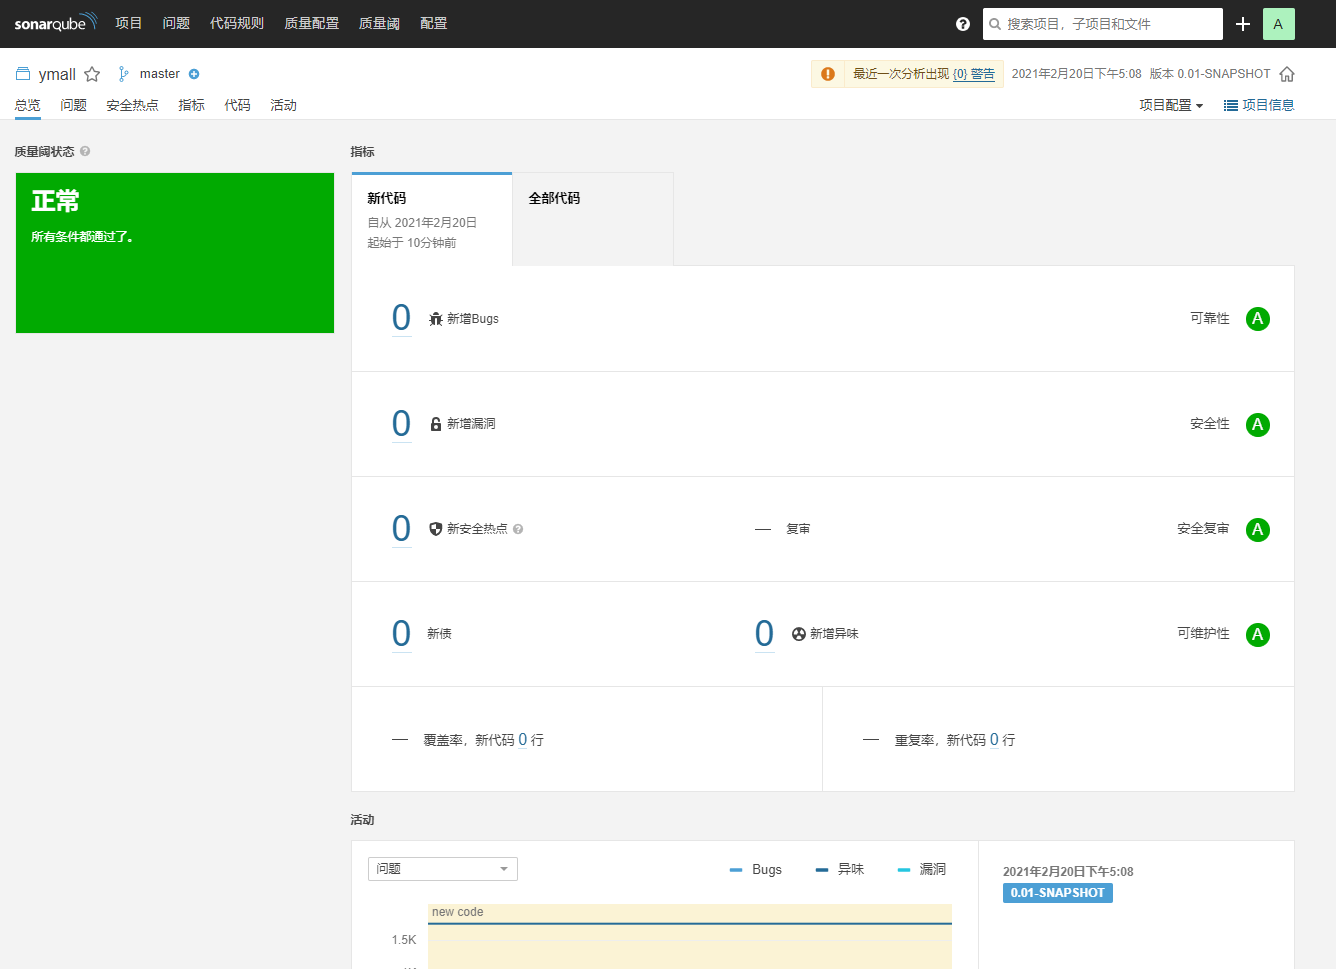 sonarqube 项目 问题 代码规则 质量配置 质量阈 配置 搜索项目，子项目和文件 A
ymall master 最近一次分析出现 {0} 警告 2021年2月20日下午5:08 版本 0.01-SNAPSHOT
总览 问题 安全热点 指标 代码 活动 项目配置 项目信息
质量阈状态
正常
所有条件都通过了。
指标
新代码
自从 2021年2月20日
起始于 10分钟前
全部代码
0 新增Bugs 可靠性 A
0 新增漏洞 安全性 A
0 新安全热点 — 复审 安全复审 A
0 新债 0 新增异味 可维护性 A
— 覆盖率，新代码 0 行 — 重复率，新代码 0 行
活动
问题 Bugs 异味 漏洞
new code
1.5K
2021年2月20日下午5:08
0.01-SNAPSHOT